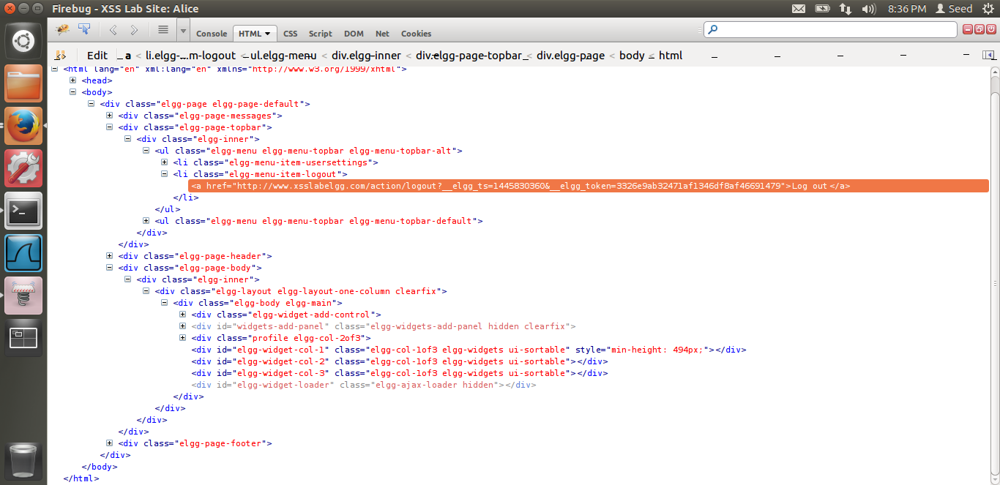 Firebug - XSS Lab Site: Alice
8:36 PM Seed
Console HTML CSS Script DOM Net Cookies
Edit a < li.elgg-...m-logout < ul.elgg-menu < div.elgg-inner < div.elgg-page-topbar < div.elgg-page < body < html
<html lang="en" xml:lang="en" xmlns="http://www.w3.org/1999/xhtml">
<head>
<body>
<div class="elgg-page elgg-page-default">
<div class="elgg-page-messages">
<div class="elgg-page-topbar">
<div class="elgg-inner">
<ul class="elgg-menu elgg-menu-topbar elgg-menu-topbar-alt">
<li class="elgg-menu-item-usersettings">
<li class="elgg-menu-item-logout">
<a href="http://www.xsslabelgg.com/action/logout?__elgg_ts=1445830360&__elgg_token=3326e9ab32471af1346df8af46691479">Log out</a>
</li>
</ul>
<ul class="elgg-menu elgg-menu-topbar elgg-menu-topbar-default">
</div>
</div>
<div class="elgg-page-header">
<div class="elgg-page-body">
<div class="elgg-inner">
<div class="elgg-layout elgg-layout-one-column clearfix">
<div class="elgg-body elgg-main">
<div class="elgg-widget-add-control">
<div id="widgets-add-panel" class="elgg-widgets-add-panel hidden clearfix">
<div class="profile elgg-col-2of3">
<div id="elgg-widget-col-1" class="elgg-col-1of3 elgg-widgets ui-sortable" style="min-height: 494px;"></div>
<div id="elgg-widget-col-2" class="elgg-col-1of3 elgg-widgets ui-sortable"></div>
<div id="elgg-widget-col-3" class="elgg-col-1of3 elgg-widgets ui-sortable"></div>
<div id="elgg-widget-loader" class="elgg-ajax-loader hidden"></div>
</div>
</div>
</div>
</div>
<div class="elgg-page-footer">
</div>
</body>
</html>